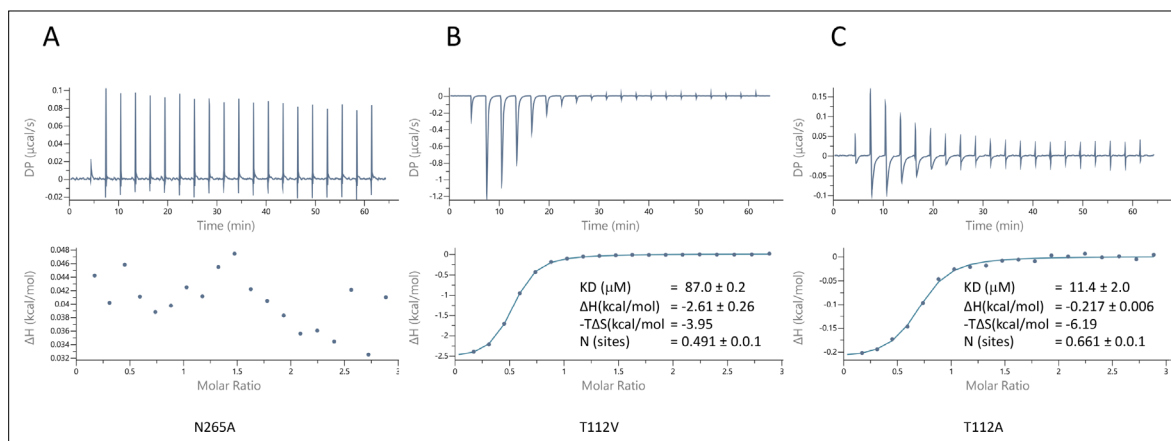 A
B
C
DP (µcal/s)
0.1
0.08
0.06
0.04
0.02
0
-0.02
0 10 20 30 40 50 60
Time (min)
DP (µcal/s)
0
-0.2
-0.4
-0.6
-0.8
-1
-1.2
0 10 20 30 40 50 60
Time (min)
DP (µcal/s)
0.15
0.1
0.05
0
-0.05
-0.1
0 10 20 30 40 50 60
Time (min)
ΔH (kcal/mol)
0.048
0.046
0.044
0.042
0.04
0.038
0.036
0.034
0.032
0 0.5 1 1.5 2 2.5 3
Molar Ratio
ΔH (kcal/mol)
0
-0.5
-1.0
-1.5
-2.0
-2.5
KD (µM) = 87.0 ± 0.2
ΔH(kcal/mol) = -2.61 ± 0.26
-TΔS(kcal/mol = -3.95
N (sites) = 0.491 ± 0.0.1
0 0.5 1 1.5 2 2.5 3
Molar Ratio
ΔH (kcal/mol)
0
-0.05
-0.1
-0.15
-0.2
KD (µM) = 11.4 ± 2.0
ΔH(kcal/mol) = -0.217 ± 0.006
-TΔS(kcal/mol = -6.19
N (sites) = 0.661 ± 0.0.1
0 0.5 1 1.5 2 2.5 3
Molar Ratio
N265A
T112V
T112A